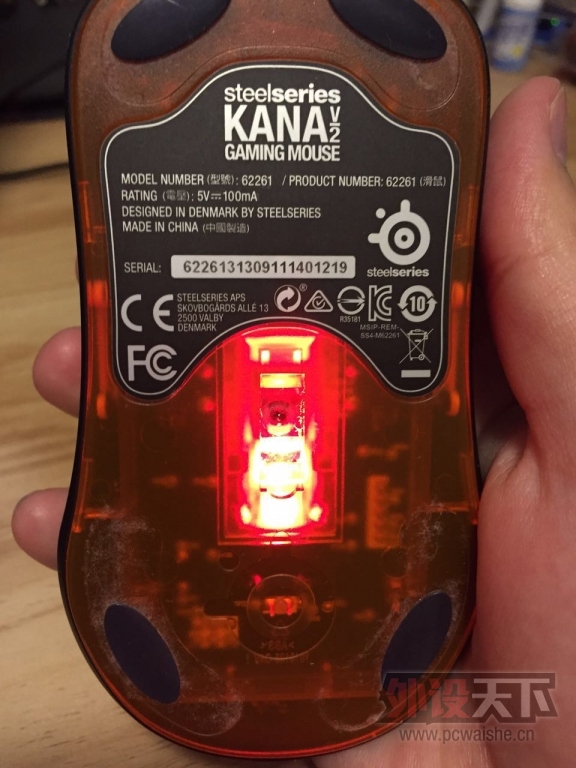 steelseries
KANA V2
GAMING MOUSE
MODEL NUMBER (型號): 62261 / PRODUCT NUMBER: 62261 (滑鼠)
RATING (電壓): 5V⎓100mA
DESIGNED IN DENMARK BY STEELSERIES
MADE IN CHINA (中國製造)
steelseries
SERIAL: 6226131309111401219
CE
STEELSERIES APS
SKOVBOGÅRDS ALLÉ 13
2500 VALBY
DENMARK
R35181
10
MSIP-REM-
SS4-M62261
FC
外设天下
www.pcwaishe.cn